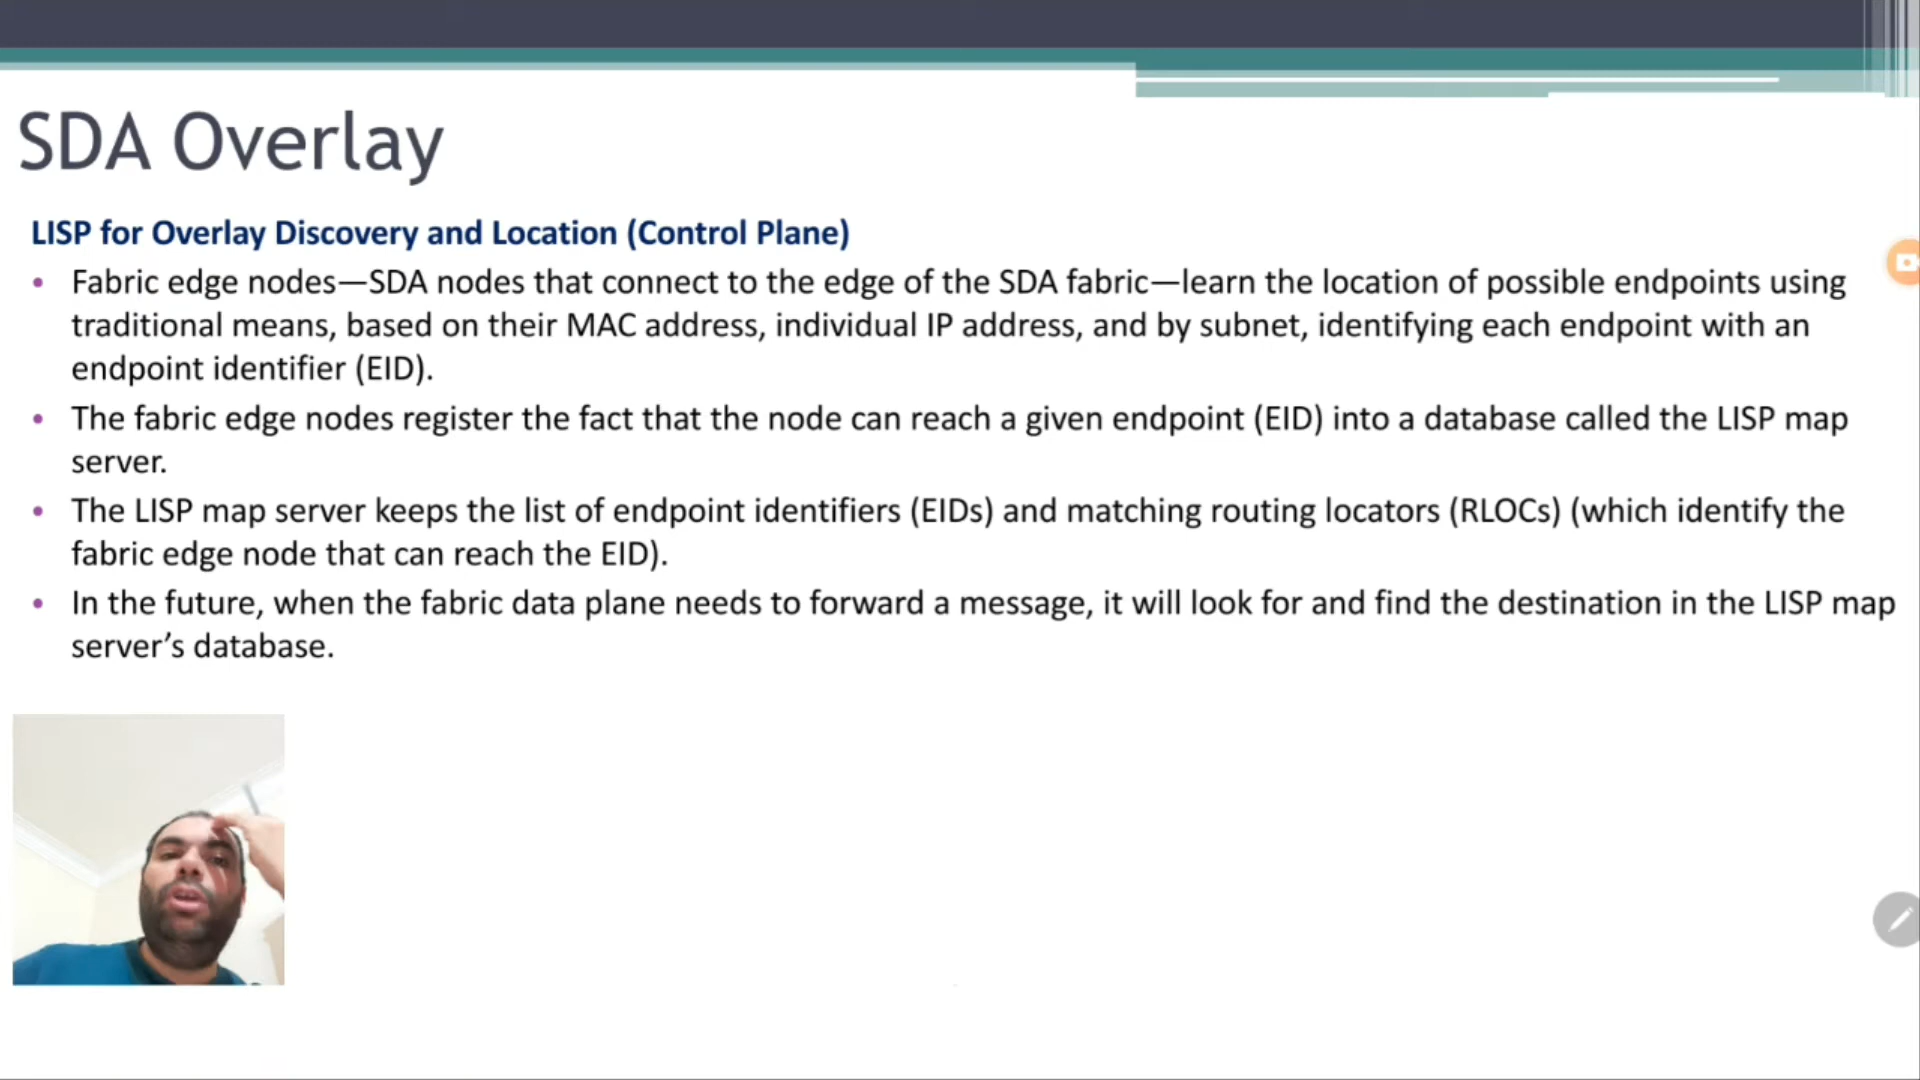 SDA Overlay
LISP for Overlay Discovery and Location (Control Plane)
• Fabric edge nodes—SDA nodes that connect to the edge of the SDA fabric—learn the location of possible endpoints using
traditional means, based on their MAC address, individual IP address, and by subnet, identifying each endpoint with an
endpoint identifier (EID).
• The fabric edge nodes register the fact that the node can reach a given endpoint (EID) into a database called the LISP map
server.
• The LISP map server keeps the list of endpoint identifiers (EIDs) and matching routing locators (RLOCs) (which identify the
fabric edge node that can reach the EID).
• In the future, when the fabric data plane needs to forward a message, it will look for and find the destination in the LISP map
server’s database.